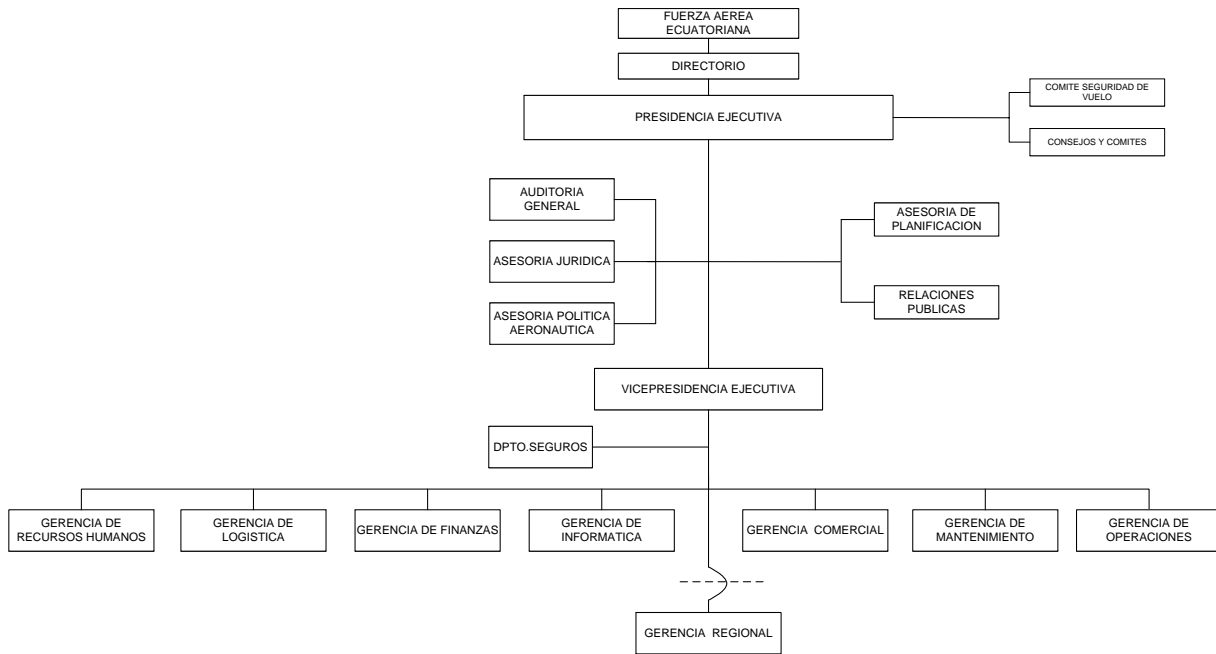 FUERZA AEREA
ECUATORIANA
DIRECTORIO
PRESIDENCIA EJECUTIVA
COMITE SEGURIDAD DE
VUELO
CONSEJOS Y COMITES
AUDITORIA
GENERAL
ASESORIA DE
PLANIFICACION
ASESORIA JURIDICA
RELACIONES
PUBLICAS
ASESORIA POLITICA
AERONAUTICA
VICEPRESIDENCIA EJECUTIVA
DPTO.SEGUROS
GERENCIA DE
RECURSOS HUMANOS
GERENCIA DE
LOGISTICA
GERENCIA DE FINANZAS
GERENCIA DE
INFORMATICA
GERENCIA COMERCIAL
GERENCIA DE
MANTENIMIENTO
GERENCIA DE
OPERACIONES
GERENCIA REGIONAL